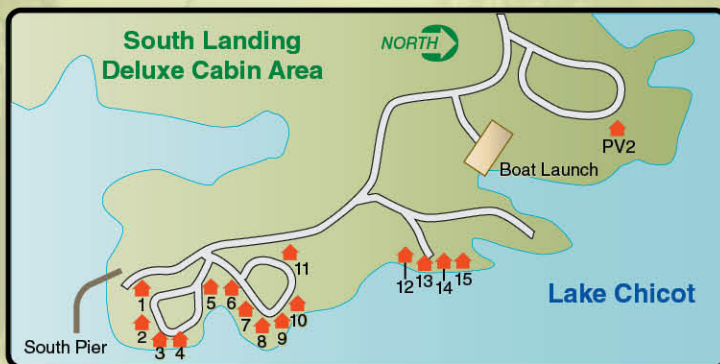 South Landing
Deluxe Cabin Area
NORTH
PV2
Boat Launch
11
12
13
14
15
Lake Chicot
1
5
6
10
2
7
8
9
South Pier
3
4